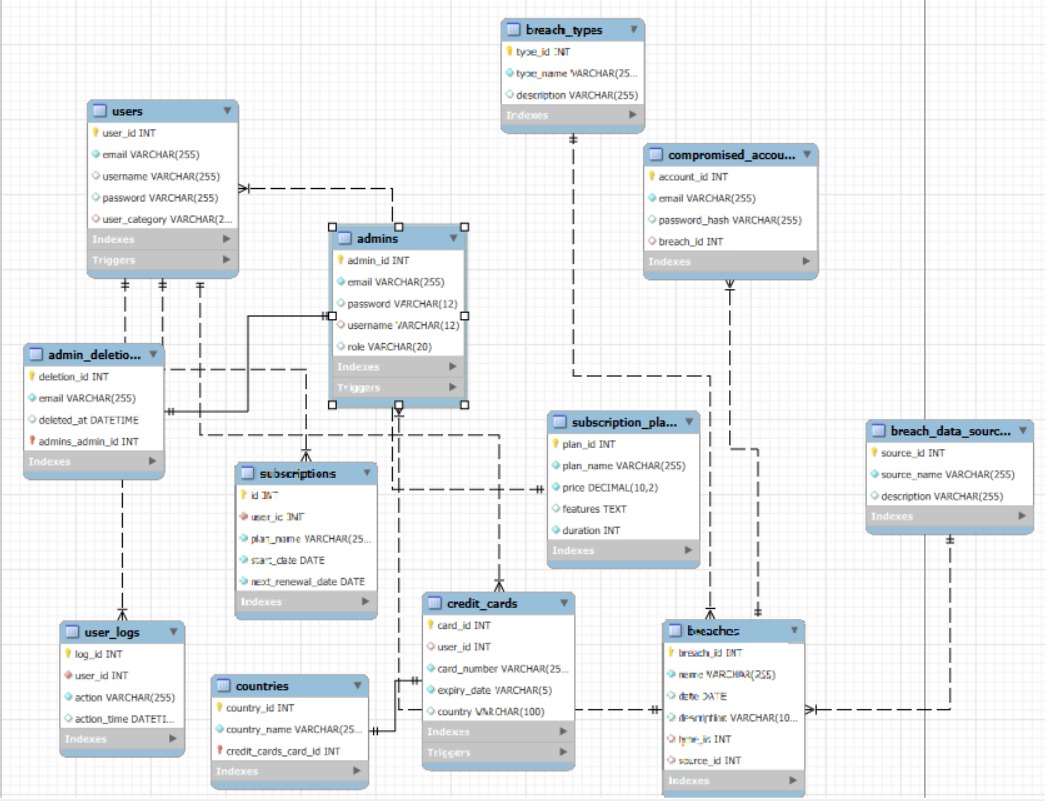 breach_types
type_id INT
type_name VARCHAR(25...
description VARCHAR(255)
Indexes
users
user_id INT
email VARCHAR(255)
username VARCHAR(255)
password VARCHAR(255)
user_category VARCHAR(2...
Indexes
Triggers
compromised_accou...
account_id INT
email VARCHAR(255)
password_hash VARCHAR(255)
breach_id INT
Indexes
admins
admin_id INT
email VARCHAR(255)
password VARCHAR(12)
username VARCHAR(12)
role VARCHAR(20)
Indexes
Triggers
admin_deletio...
deletion_id INT
email VARCHAR(255)
deleted_at DATETIME
admins_admin_id INT
Indexes
subscription_pla...
plan_id INT
plan_name VARCHAR(255)
price DECIMAL(10,2)
features TEXT
duration INT
Indexes
breach_data_sourc...
source_id INT
source_name VARCHAR(255)
description VARCHAR(255)
Indexes
subscriptions
id INT
user_id INT
plan_name VARCHAR(25...
start_date DATE
next_renewal_date DATE
Indexes
credit_cards
card_id INT
user_id INT
card_number VARCHAR(25...
expiry_date VARCHAR(5)
country VARCHAR(100)
Indexes
Triggers
user_logs
log_id INT
user_id INT
action VARCHAR(255)
action_time DATETI...
Indexes
countries
country_id INT
country_name VARCHAR(25...
credit_cards_card_id INT
Indexes
breaches
breach_id INT
name VARCHAR(255)
date DATE
description VARCHAR(10...
type_id INT
source_id INT
Indexes